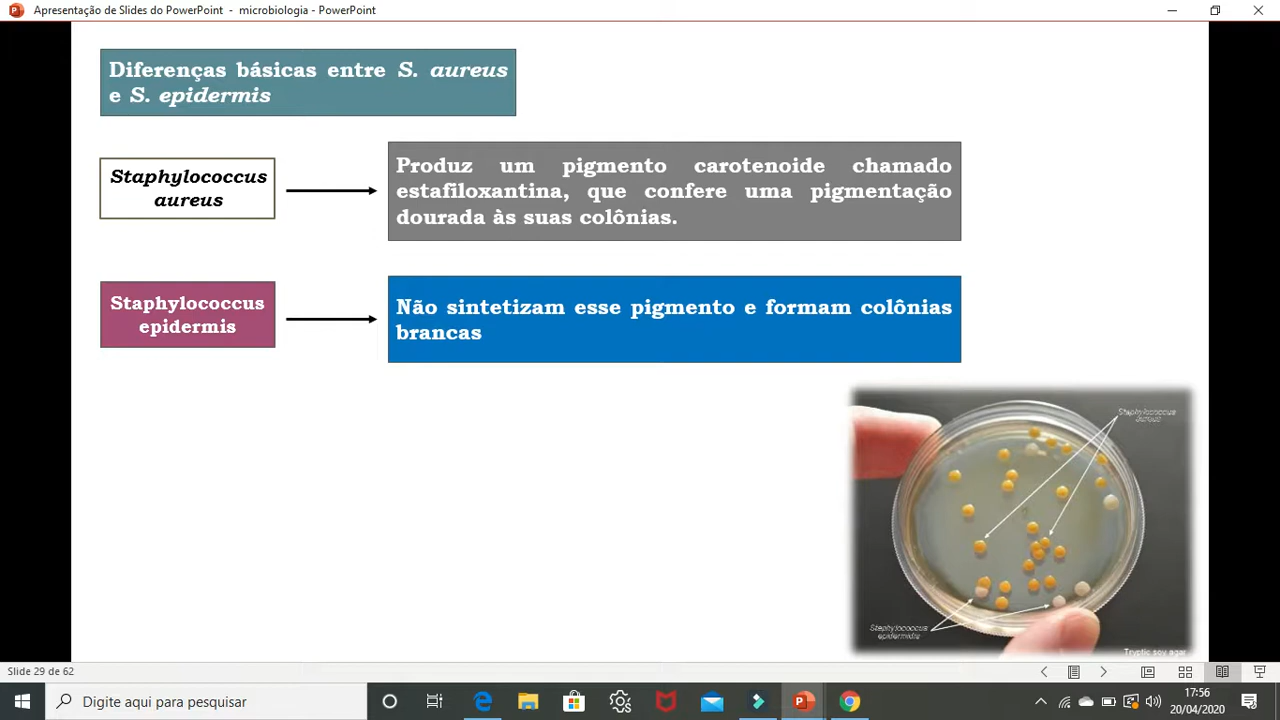 Apresentação de Slides do PowerPoint - microbiologia - PowerPoint
Diferenças básicas entre S. aureus
e S. epidermis
Staphylococcus
aureus
Produz um pigmento carotenoide chamado
estafiloxantina, que confere uma pigmentação
dourada às suas colônias.
Staphylococcus
epidermis
Não sintetizam esse pigmento e formam colônias
brancas
Staphylococcus
aureus
Staphylococcus
epidermidis
Tryptic soy agar
Slide 29 de 62
Digite aqui para pesquisar
17:56
20/04/2020